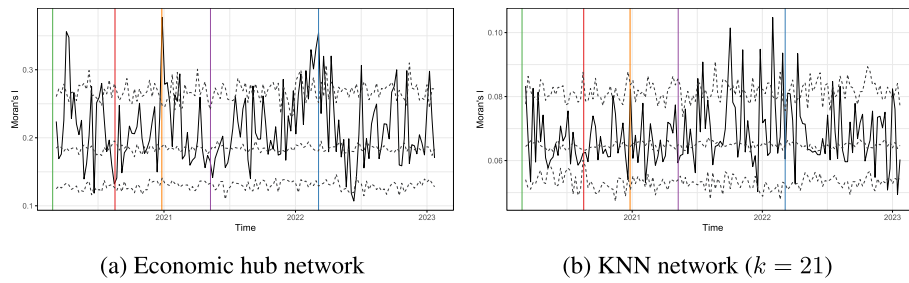 Moran's I
0.3
0.2
0.1
2021
2022
2023
Time
(a) Economic hub network
Moran's I
0.10
0.08
0.06
2021
2022
2023
Time
(b) KNN network (k = 21)